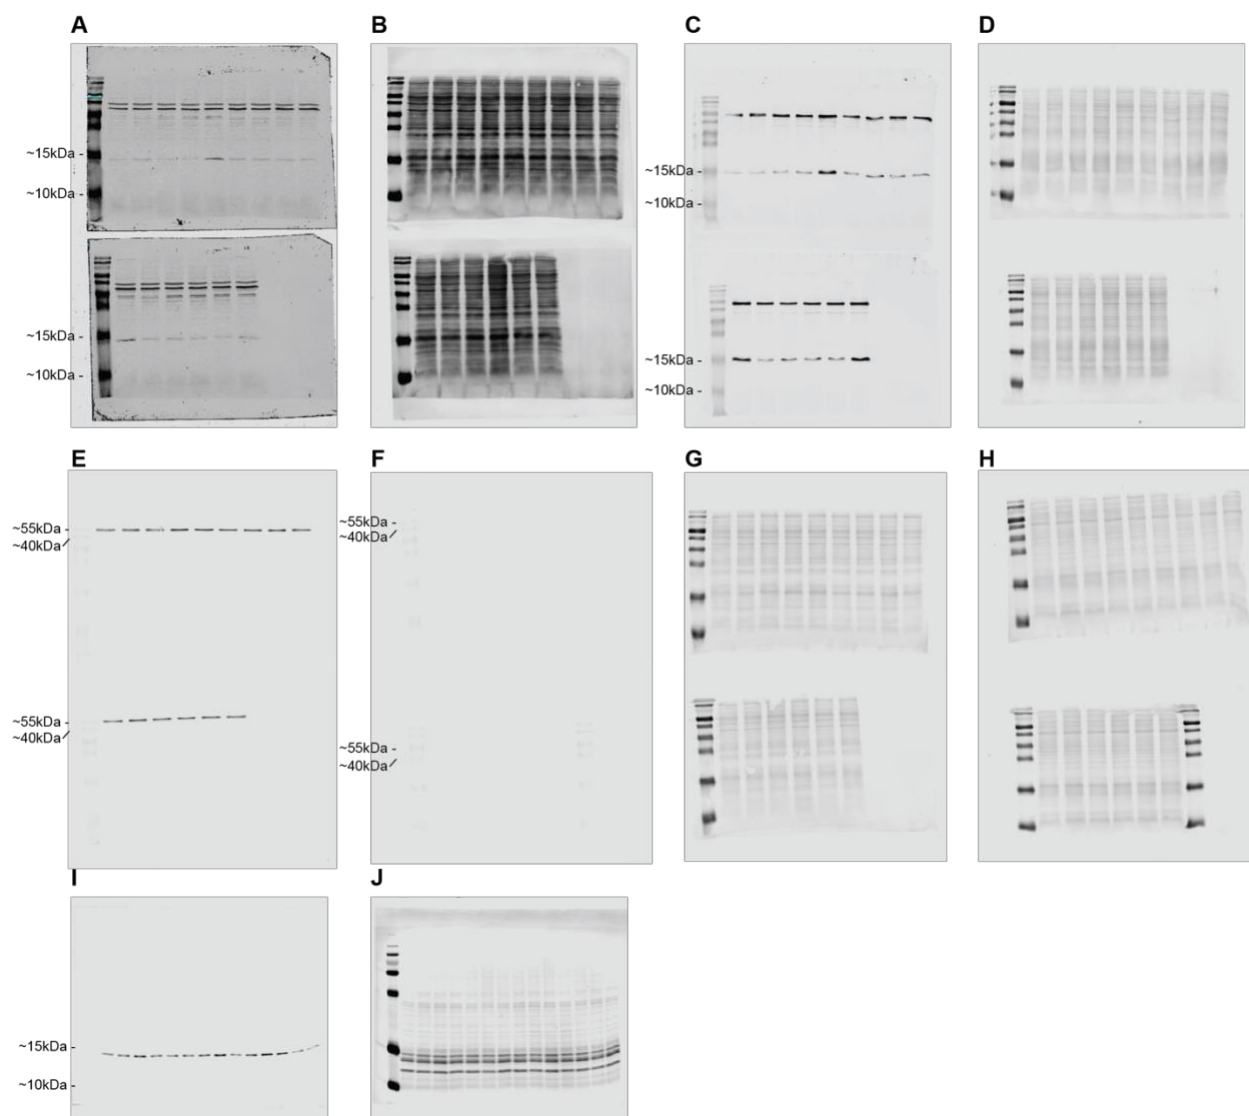 A
B
C
D
~15kDa -
~10kDa -
~15kDa -
~10kDa -
~15kDa -
~10kDa -
~15kDa -
~10kDa -
E
F
G
H
~55kDa -
~40kDa
~55kDa -
~40kDa
~55kDa -
~40kDa
~55kDa -
~40kDa
I
J
~15kDa -
~10kDa -